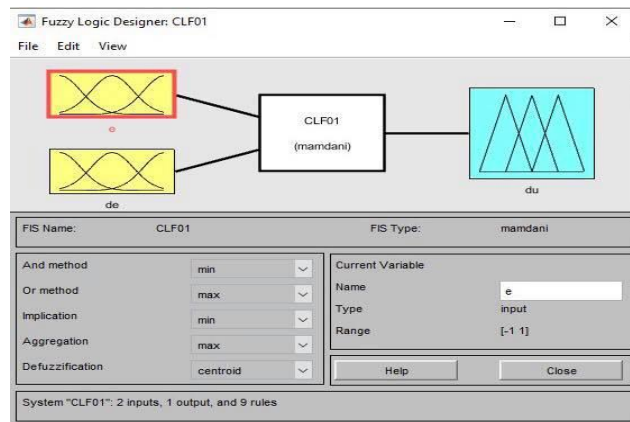 Fuzzy Logic Designer: CLF01
File Edit View
e
de
CLF01
(mamdani)
du
FIS Name: CLF01 FIS Type: mamdani
And method min
Or method max
Implication min
Aggregation max
Defuzzification centroid
Current Variable
Name e
Type input
Range [-1 1]
Help Close
System "CLF01": 2 inputs, 1 output, and 9 rules